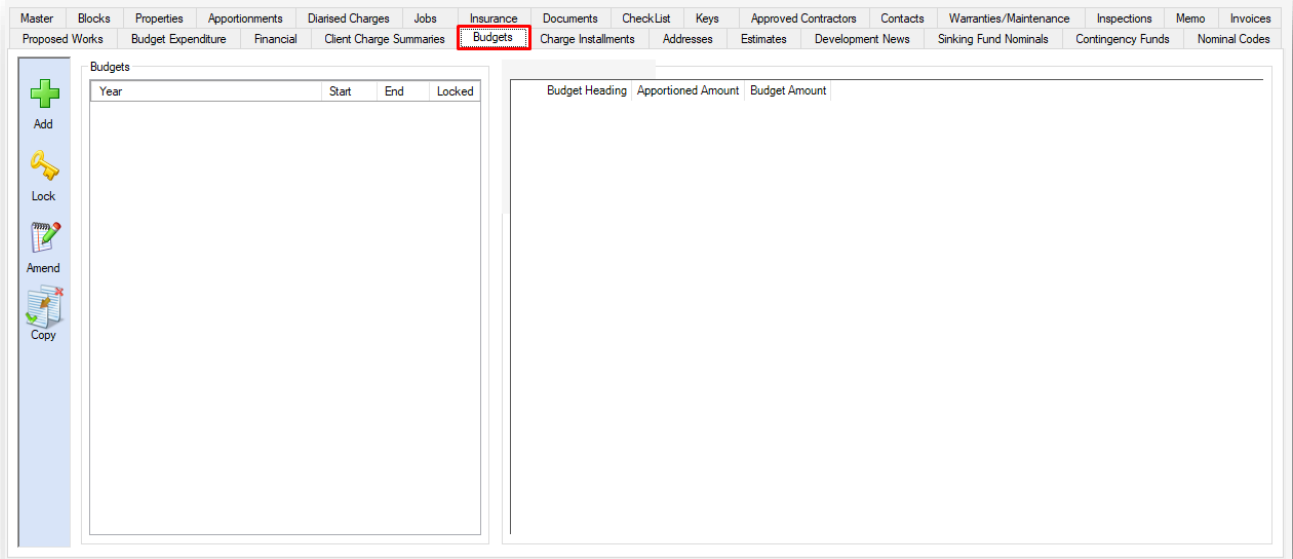 Master Blocks Properties Apportionments Diarised Charges Jobs Insurance Documents CheckList Keys Approved Contractors Contacts Warranties/Maintenance Inspections Memo Invoices
Proposed Works Budget Expenditure Financial Client Charge Summaries Budgets Charge Installments Addresses Estimates Development News Sinking Fund Nominals Contingency Funds Nominal Codes
Budgets
Year Start End Locked
Budget Heading Apportioned Amount Budget Amount
Add
Lock
Amend
Copy